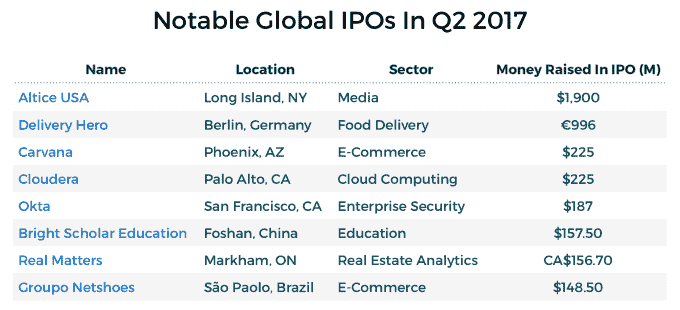 Notable Global IPOs In Q2 2017
Name Location Sector Money Raised In IPO (M)
Altice USA Long Island, NY Media $1,900
Delivery Hero Berlin, Germany Food Delivery €996
Carvana Phoenix, AZ E-Commerce $225
Cloudera Palo Alto, CA Cloud Computing $225
Okta San Francisco, CA Enterprise Security $187
Bright Scholar Education Foshan, China Education $157.50
Real Matters Markham, ON Real Estate Analytics CA$156.70
Groupo Netshoes São Paolo, Brazil E-Commerce $148.50